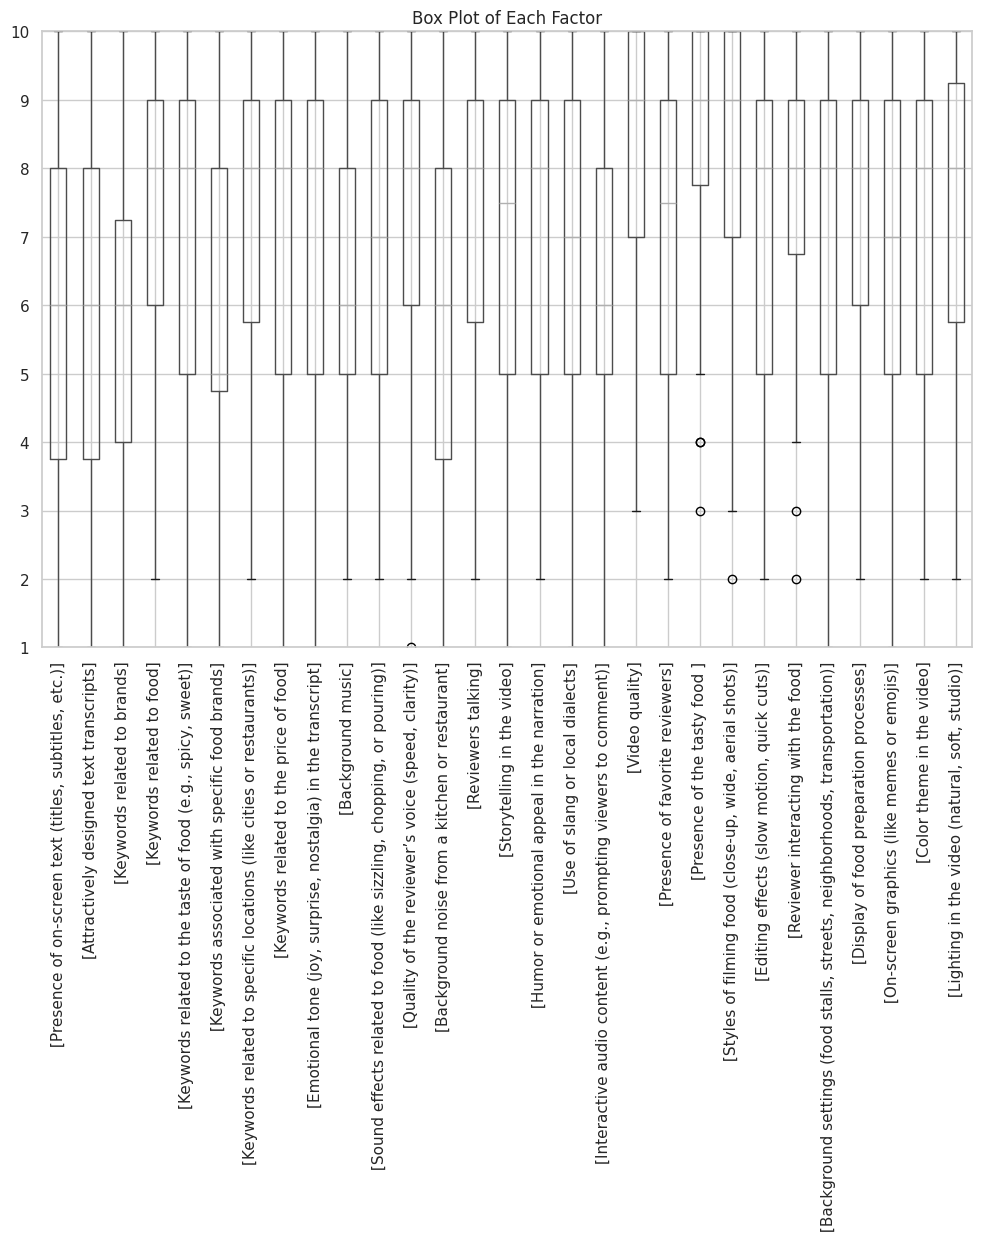 Box Plot of Each Factor
10
9
8
7
6
5
4
3
2
1
[Presence of on-screen text (titles, subtitles, etc.)]
[Attractively designed text transcripts]
[Keywords related to brands]
[Keywords related to food]
[Keywords related to the taste of food (e.g., spicy, sweet)]
[Keywords associated with specific food brands]
[Keywords related to specific locations (like cities or restaurants)]
[Keywords related to the price of food]
[Emotional tone (joy, surprise, nostalgia) in the transcript]
[Background music]
[Sound effects related to food (like sizzling, chopping, or pouring)]
[Quality of the reviewer’s voice (speed, clarity)]
[Background noise from a kitchen or restaurant]
[Reviewers talking]
[Storytelling in the video]
[Humor or emotional appeal in the narration]
[Use of slang or local dialects]
[Interactive audio content (e.g., prompting viewers to comment)]
[Video quality]
[Presence of favorite reviewers]
[Presence of the tasty food ]
[Styles of filming food (close-up, wide, aerial shots)]
[Editing effects (slow motion, quick cuts)]
[Reviewer interacting with the food]
[Background settings (food stalls, streets, neighborhoods, transportation)]
[Display of food preparation processes]
[On-screen graphics (like memes or emojis)]
[Color theme in the video]
[Lighting in the video (natural, soft, studio)]